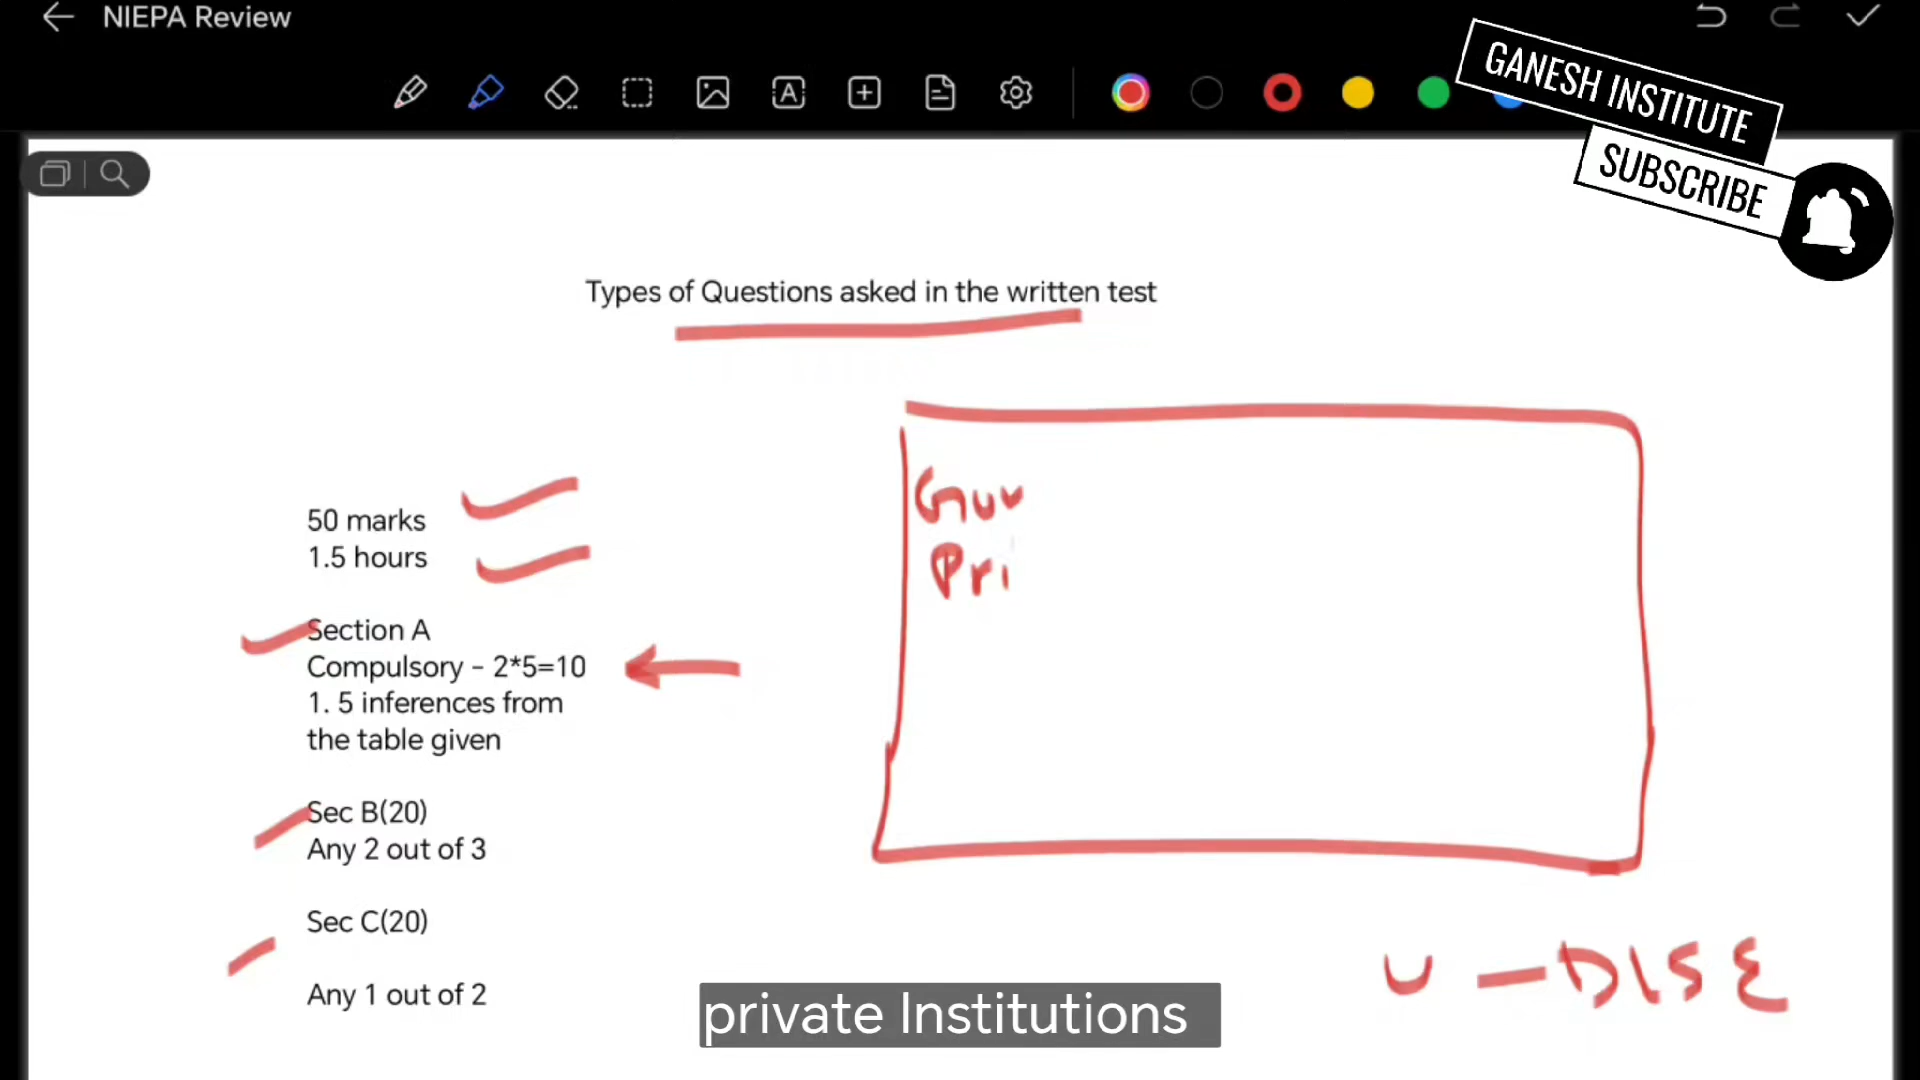 NIEPA Review
GANESH INSTITUTE
SUBSCRIBE
Types of Questions asked in the written test
50 marks
1.5 hours
Section A
Compulsory - 2*5=10
1. 5 inferences from
the table given
Sec B(20)
Any 2 out of 3
Sec C(20)
Any 1 out of 2
Guv
Pri
U - DISE
private Institutions